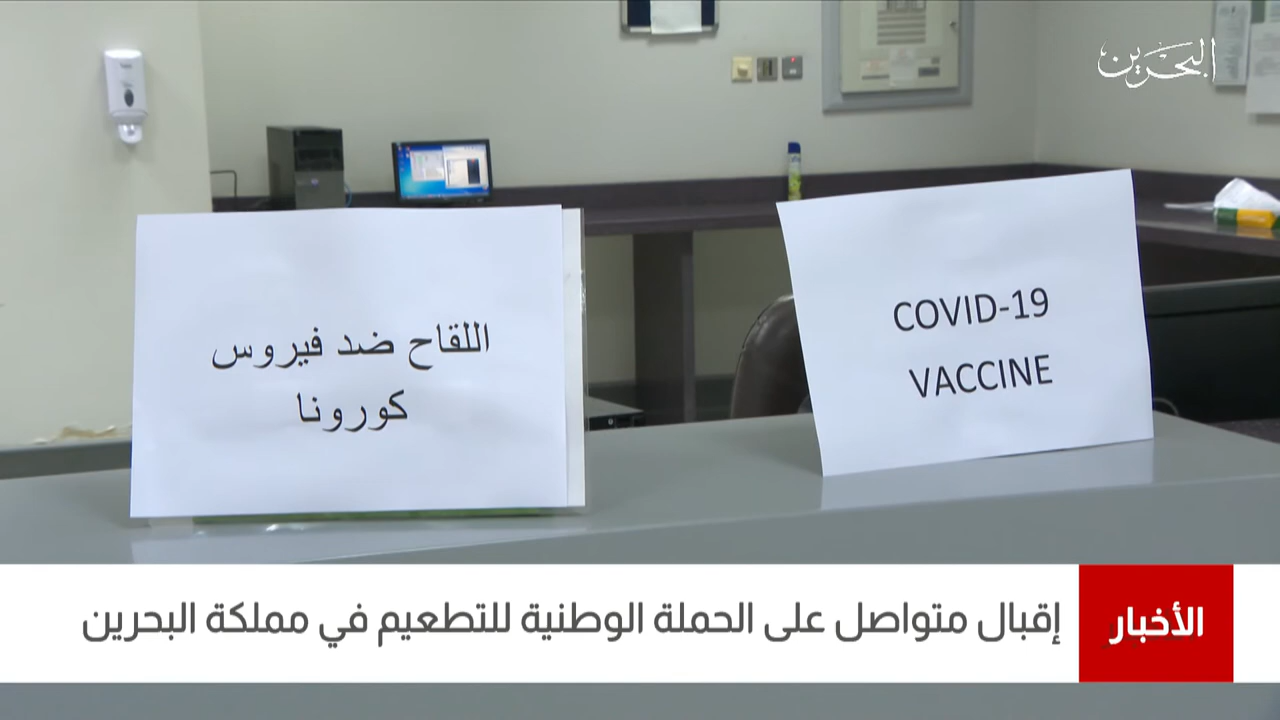 البحرين
اللقاح ضد فيروس
كورونا
COVID-19
VACCINE
الأخبار
إقبال متواصل على الحملة الوطنية للتطعيم في مملكة البحرين